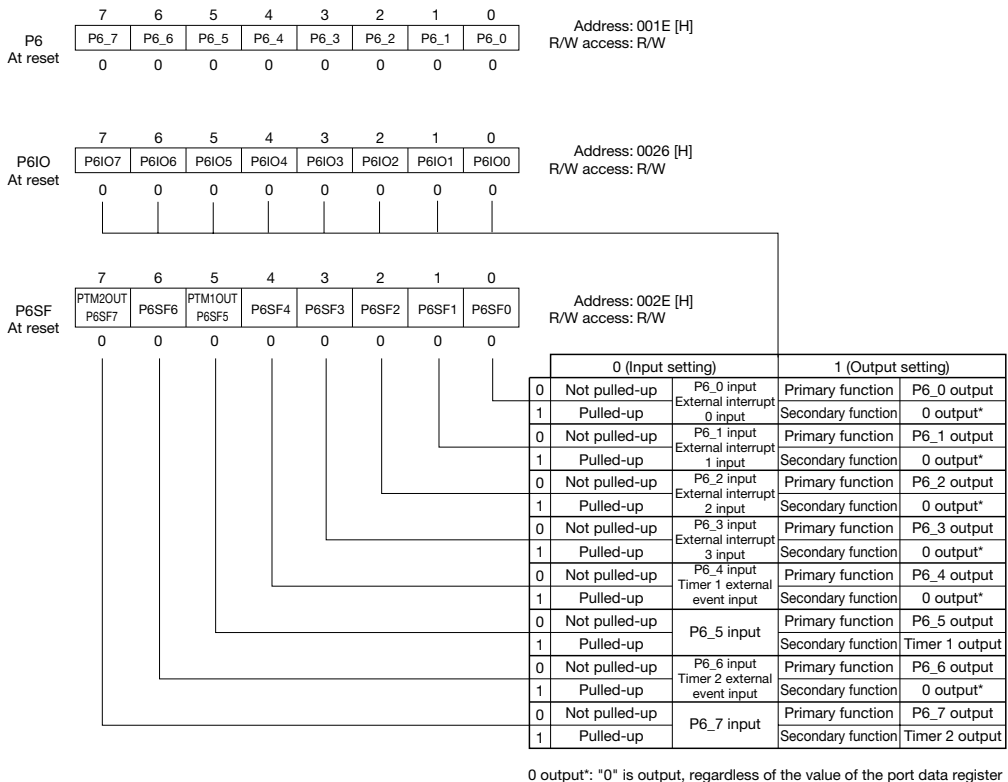 7 6 5 4 3 2 1 0
P6 P6_7 P6_6 P6_5 P6_4 P6_3 P6_2 P6_1 P6_0
At reset 0 0 0 0 0 0 0 0
Address: 001E [H]
R/W access: R/W
7 6 5 4 3 2 1 0
P6IO P6IO7 P6IO6 P6IO5 P6IO4 P6IO3 P6IO2 P6IO1 P6IO0
At reset 0 0 0 0 0 0 0 0
Address: 0026 [H]
R/W access: R/W
7 6 5 4 3 2 1 0
P6SF PTM2OUT P6SF7 P6SF6 PTM1OUT P6SF5 P6SF4 P6SF3 P6SF2 P6SF1 P6SF0
At reset 0 0 0 0 0 0 0 0
Address: 002E [H]
R/W access: R/W
0 (Input setting) 1 (Output setting)
0 Not pulled-up P6_0 input Primary function P6_0 output
External interrupt
1 Pulled-up 0 input Secondary function 0 output*
0 Not pulled-up P6_1 input Primary function P6_1 output
External interrupt
1 Pulled-up 1 input Secondary function 0 output*
0 Not pulled-up P6_2 input Primary function P6_2 output
External interrupt
1 Pulled-up 2 input Secondary function 0 output*
0 Not pulled-up P6_3 input Primary function P6_3 output
External interrupt
1 Pulled-up 3 input Secondary function 0 output*
0 Not pulled-up P6_4 input Primary function P6_4 output
Timer 1 external
1 Pulled-up event input Secondary function 0 output*
0 Not pulled-up Primary function P6_5 output
P6_5 input
1 Pulled-up Secondary function Timer 1 output
0 Not pulled-up P6_6 input Primary function P6_6 output
Timer 2 external
1 Pulled-up event input Secondary function 0 output*
0 Not pulled-up Primary function P6_7 output
P6_7 input
1 Pulled-up Secondary function Timer 2 output
0 output*: "0" is output, regardless of the value of the port data register